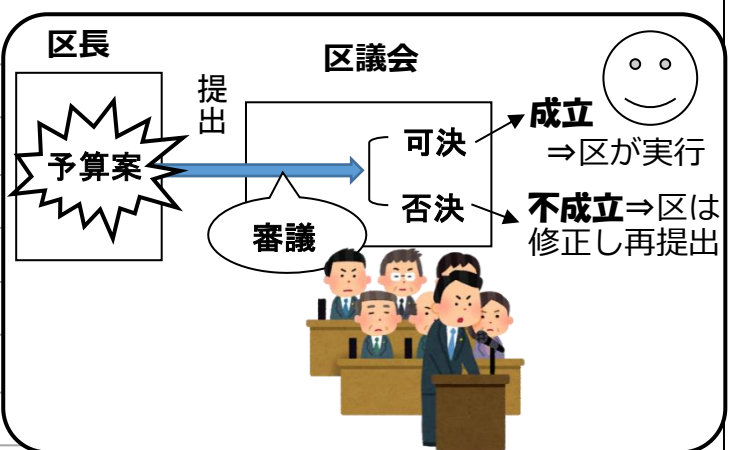 区長
区議会
提出
予算案
審議
可決
否決
成立
⇒区が実行
不成立⇒区は
修正し再提出